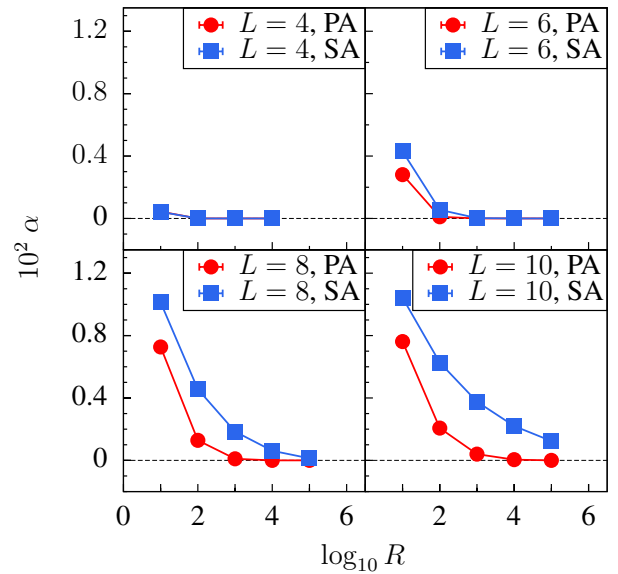 1.2
0.8
0.4
0
L = 4, PA
L = 4, SA
L = 6, PA
L = 6, SA
10² α
1.2
0.8
0.4
0
L = 8, PA
L = 8, SA
L = 10, PA
L = 10, SA
0 2 4 6 2 4 6
log₁₀ R